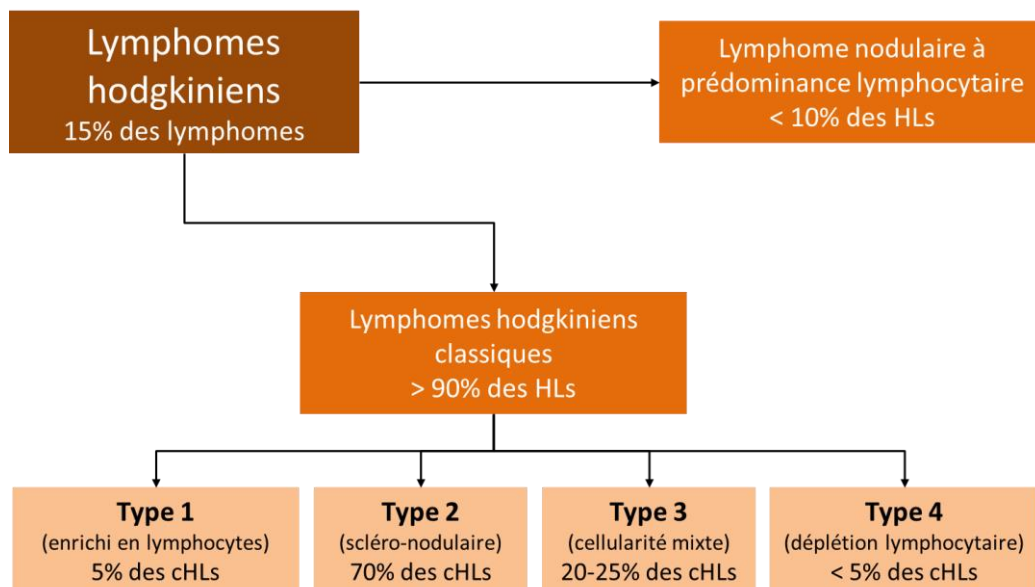 Lymphomes
hodgkiniens
15% des lymphomes
Lymphome nodulaire à
prédominance lymphocytaire
< 10% des HLs
Lymphomes hodgkiniens
classiques
> 90% des HLs
Type 1
(enrichi en lymphocytes)
5% des cHLs
Type 2
(scléro-nodulaire)
70% des cHLs
Type 3
(cellularité mixte)
20-25% des cHLs
Type 4
(déplétion lymphocytaire)
< 5% des cHLs